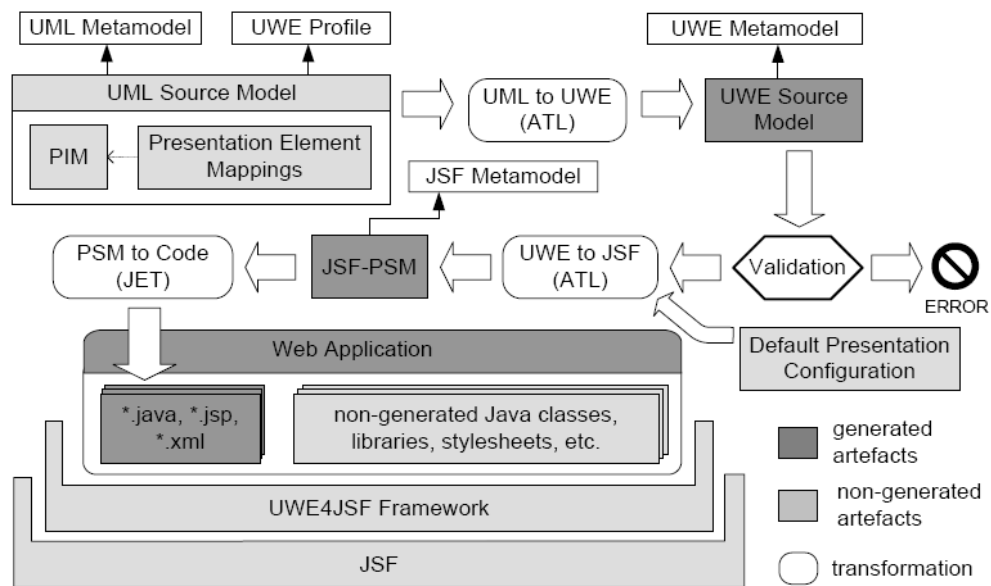 UML Metamodel
UWE Profile
UWE Metamodel
UML Source Model
UML to UWE
(ATL)
UWE Source
Model
PIM
Presentation Element
Mappings
JSF Metamodel
PSM to Code
(JET)
JSF-PSM
UWE to JSF
(ATL)
Validation
ERROR
Default Presentation
Configuration
Web Application
*.java, *.jsp,
*.xml
non-generated Java classes,
libraries, stylesheets, etc.
UWE4JSF Framework
JSF
generated
artefacts
non-generated
artefacts
transformation